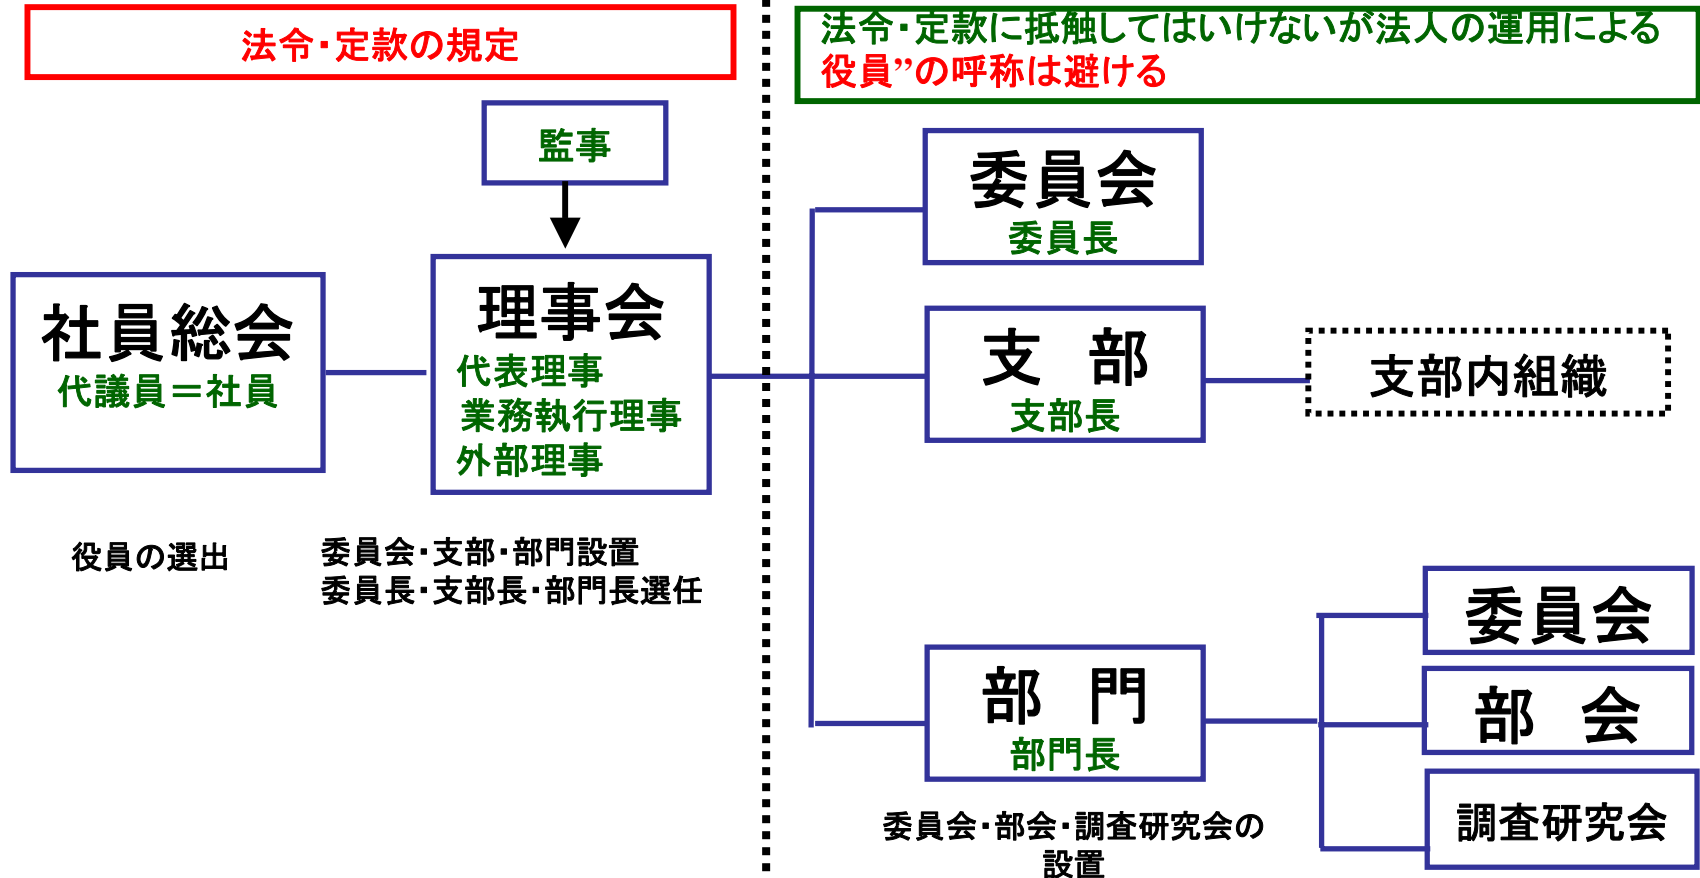 法令・定款の規定
法令・定款に抵触してはいけないが法人の運用による
役員”の呼称は避ける
監事
委員会
委員長
社員総会
代議員＝社員
理事会
代表理事
業務執行理事
外部理事
支　部
支部長
支部内組織
役員の選出
委員会・支部・部門設置
委員長・支部長・部門長選任
部　門
部門長
委員会
部　会
調査研究会
委員会・部会・調査研究会の
設置